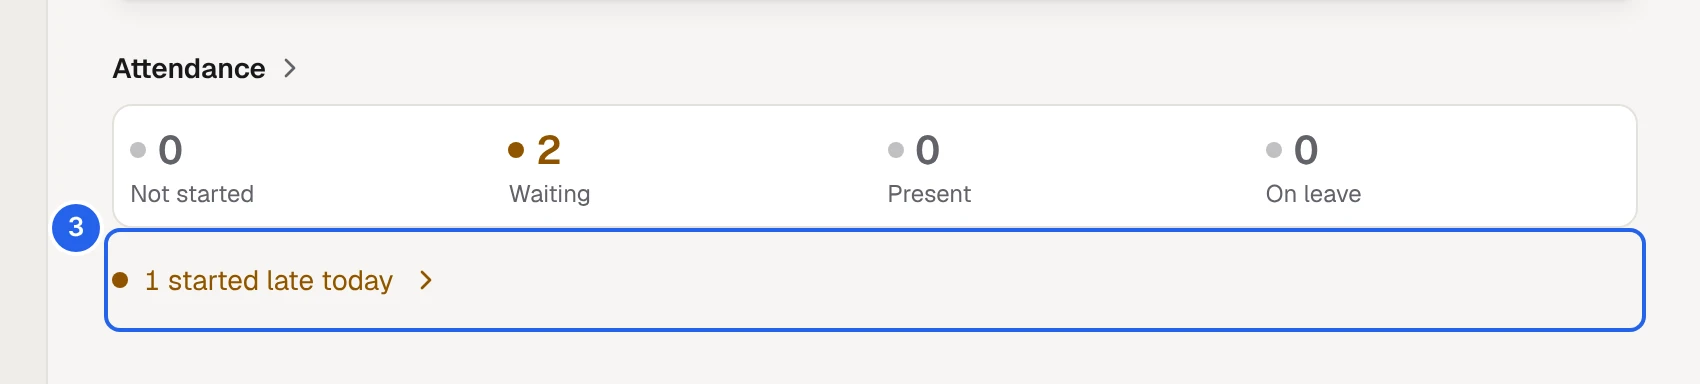 Attendance
0 2 0 0
Not started Waiting Present On leave
3
1 started late today